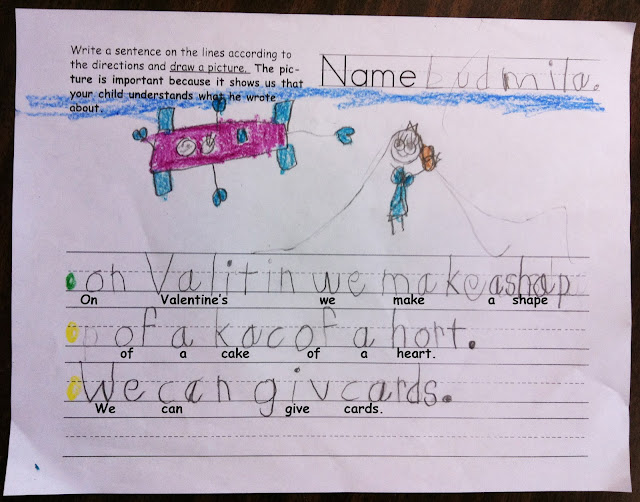 Write a sentence on the lines according to
the directions and draw a picture. The pic-
ture is important because it shows us that
your child understands what he wrote
about.
Name Ludmila.
on Valitin we make a shap
On Valentine's we make a shape
of a kac of a hort.
of a cake of a heart.
We can giv cards.
We can give cards.